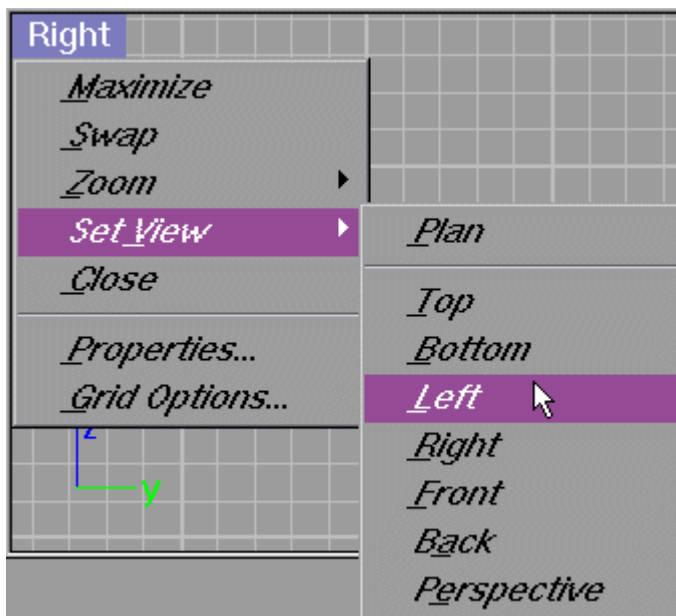 Right
Maximize
Swap
Zoom
Set View
Close
Properties...
Grid Options...
Plan
Top
Bottom
Left
Right
Front
Back
Perspective
z
y